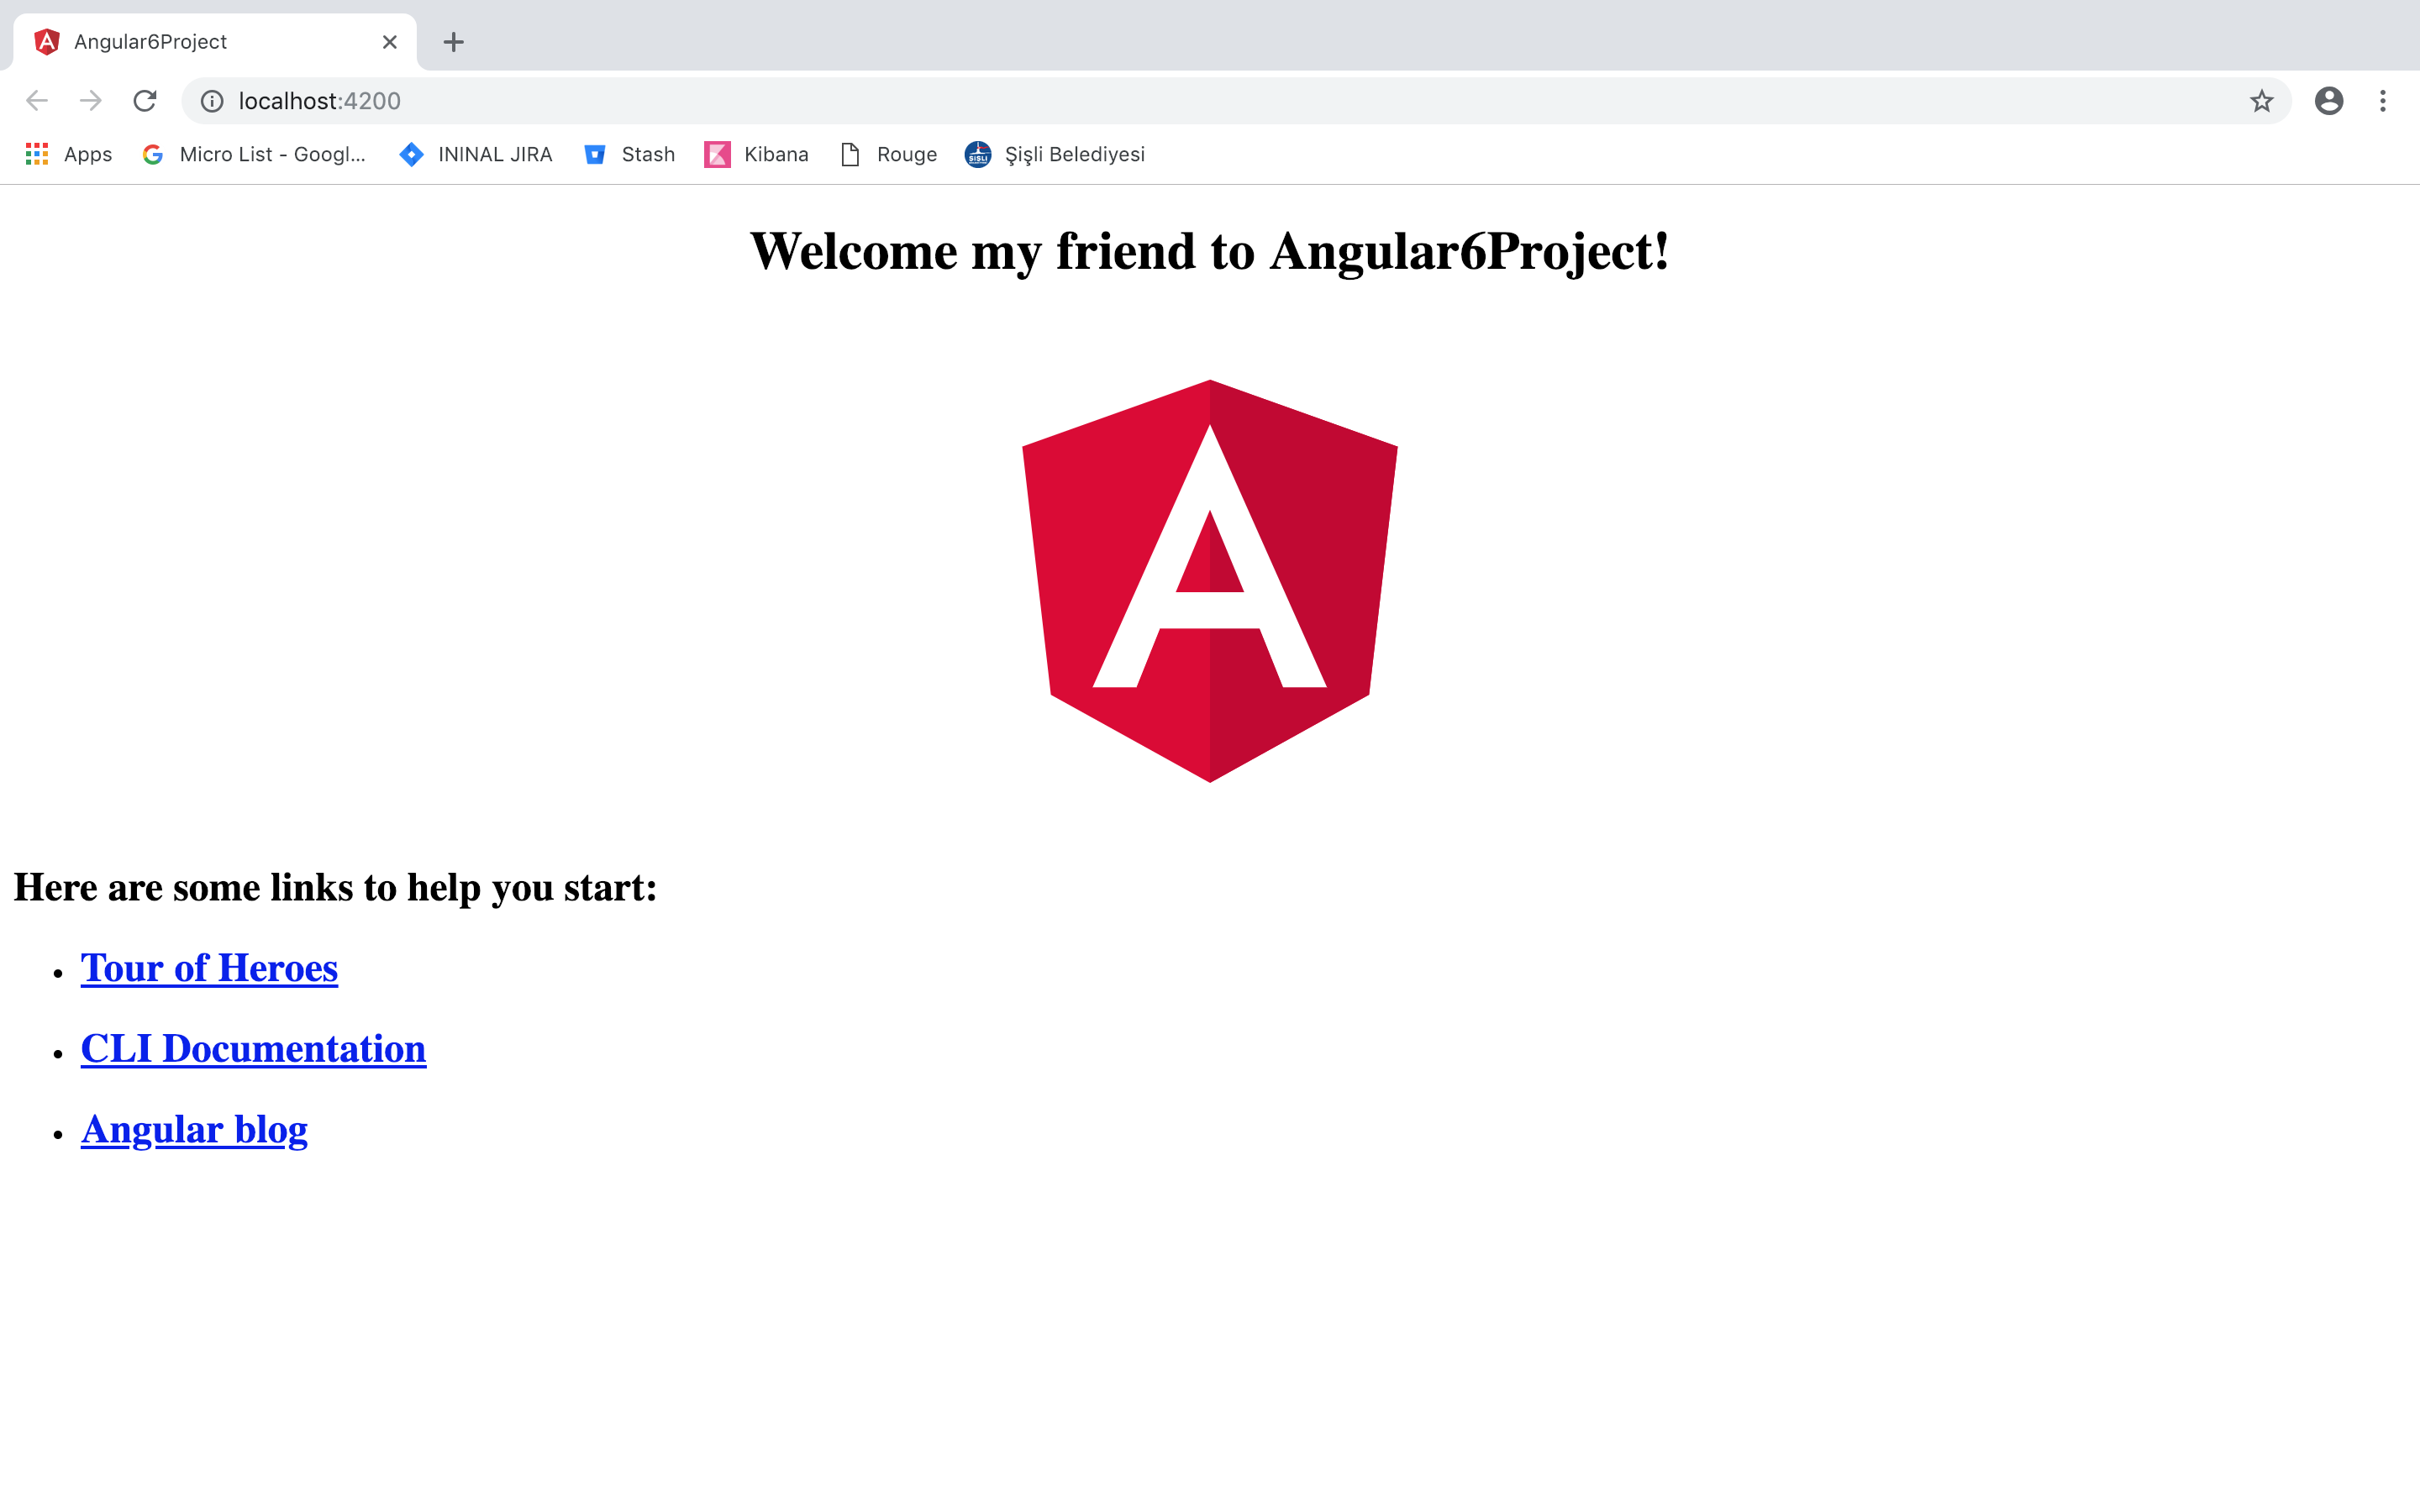 Angular6Project
localhost:4200
Apps Micro List - Googl... ININAL JIRA Stash Kibana Rouge Şişli Belediyesi
Welcome my friend to Angular6Project!
A
Here are some links to help you start:
Tour of Heroes
CLI Documentation
Angular blog